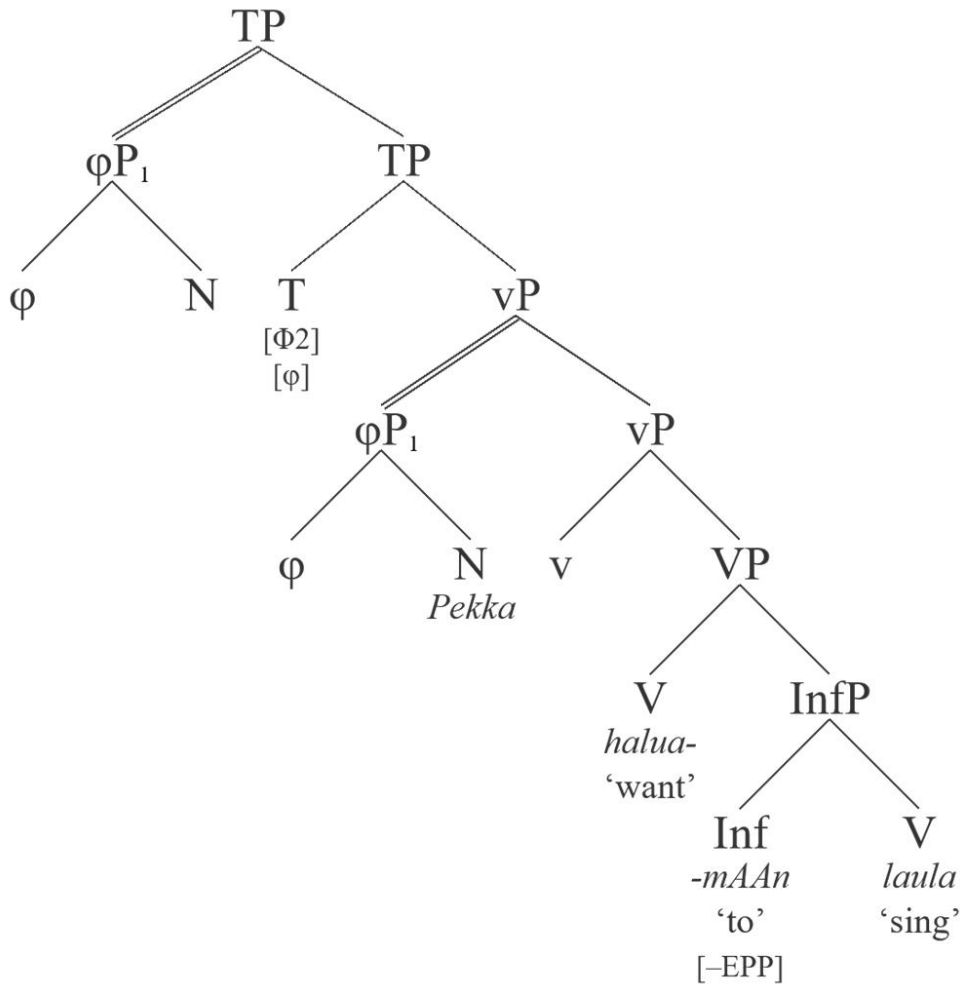 TP
φP₁ TP
φ N T vP
[Φ2]
[φ]
φP₁ vP
φ N v VP
Pekka
V InfP
halua-
‘want’
Inf V
-mAAn laula
‘to’ ‘sing’
[–EPP]